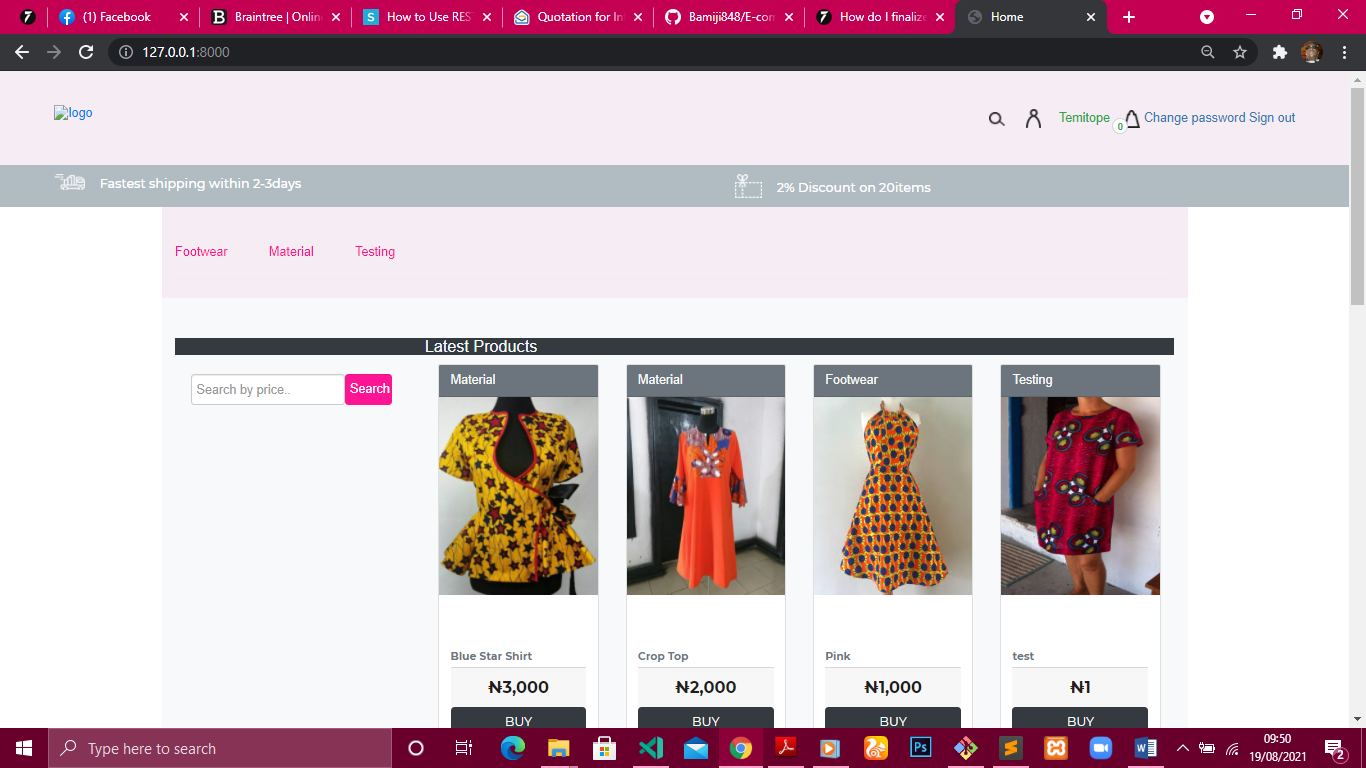 (1) Facebook
Braintree | Onlin
How to Use RES
Quotation for In
Bamiji848/E-com
How do I finalize
Home
127.0.0.1:8000
logo
Temitope
0
Change password Sign out
Fastest shipping within 2-3days
2% Discount on 20items
Footwear Material Testing
Latest Products
Search by price..
Search
Material
Material
Footwear
Testing
Blue Star Shirt
Crop Top
Pink
test
₦3,000
₦2,000
₦1,000
₦1
BUY
BUY
BUY
BUY
Type here to search
09:50
19/08/2021
2